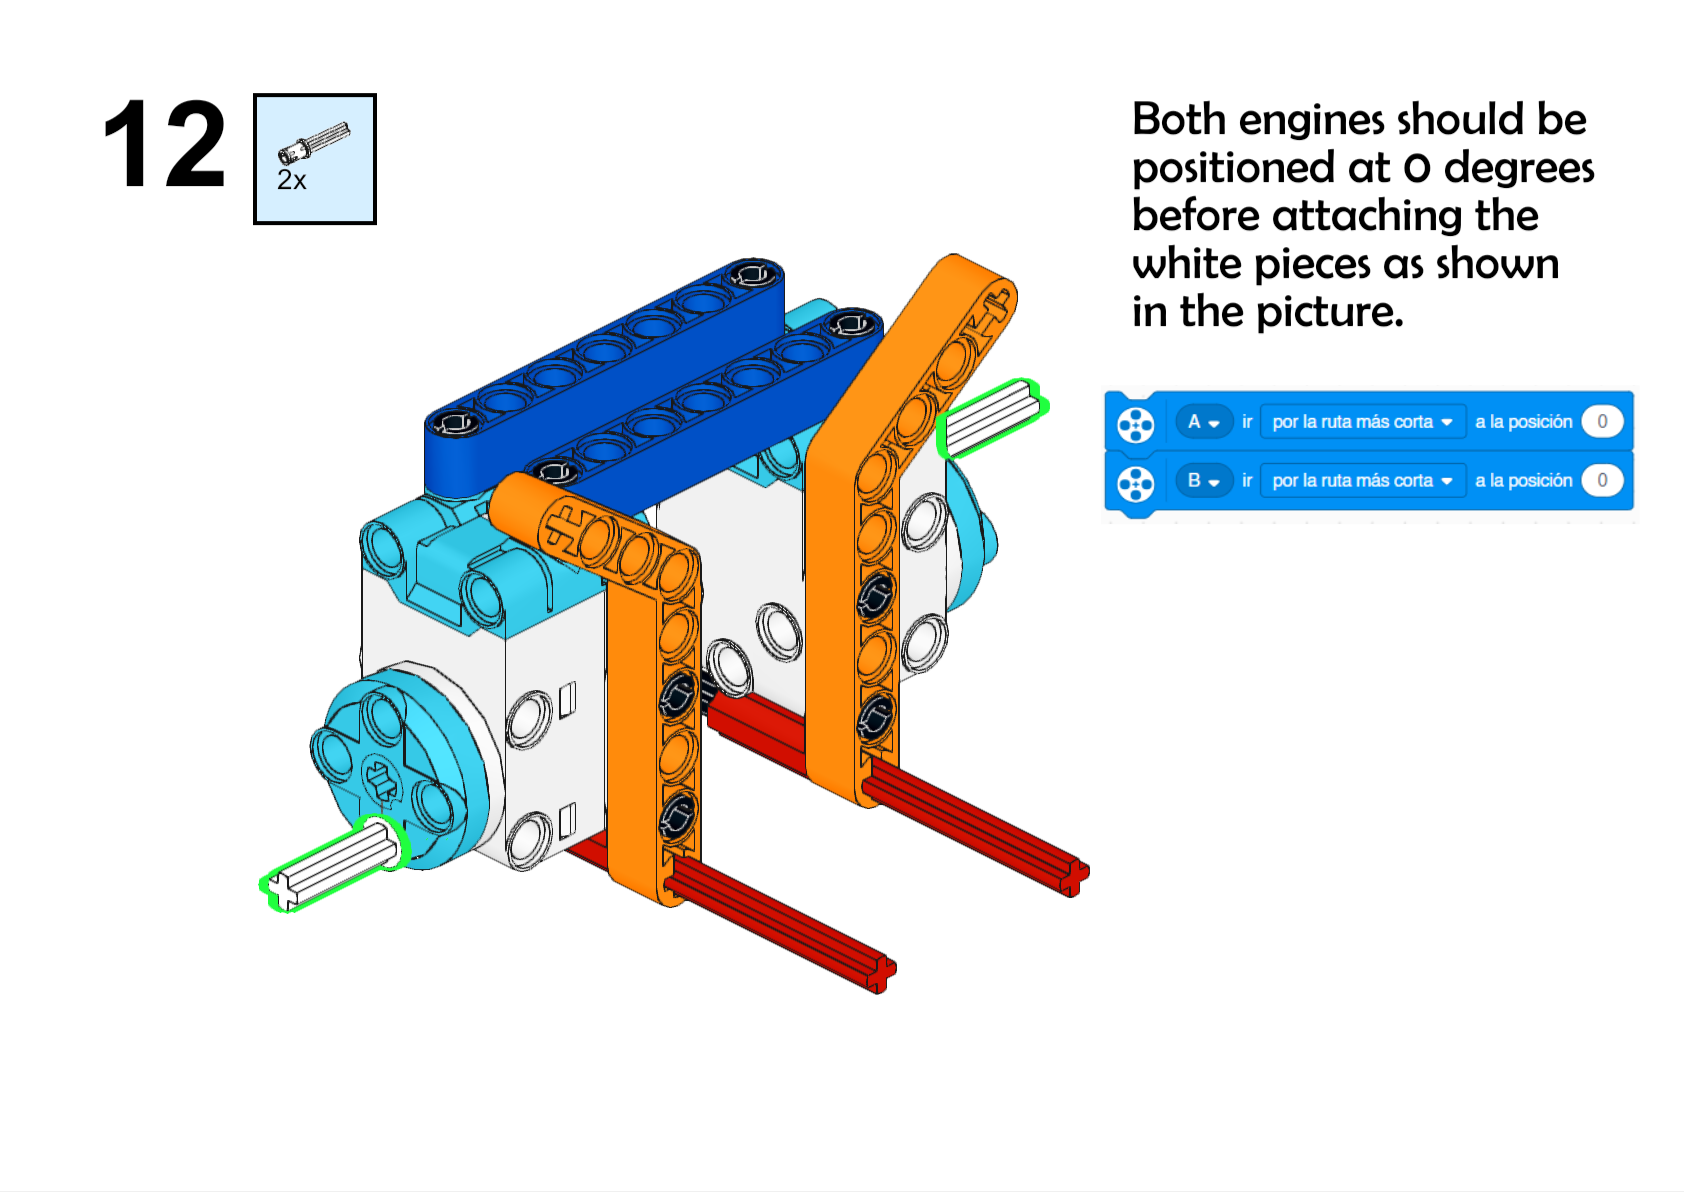 12
2x
Both engines should be
positioned at 0 degrees
before attaching the
white pieces as shown
in the picture.
A ir por la ruta más corta a la posición 0
B ir por la ruta más corta a la posición 0